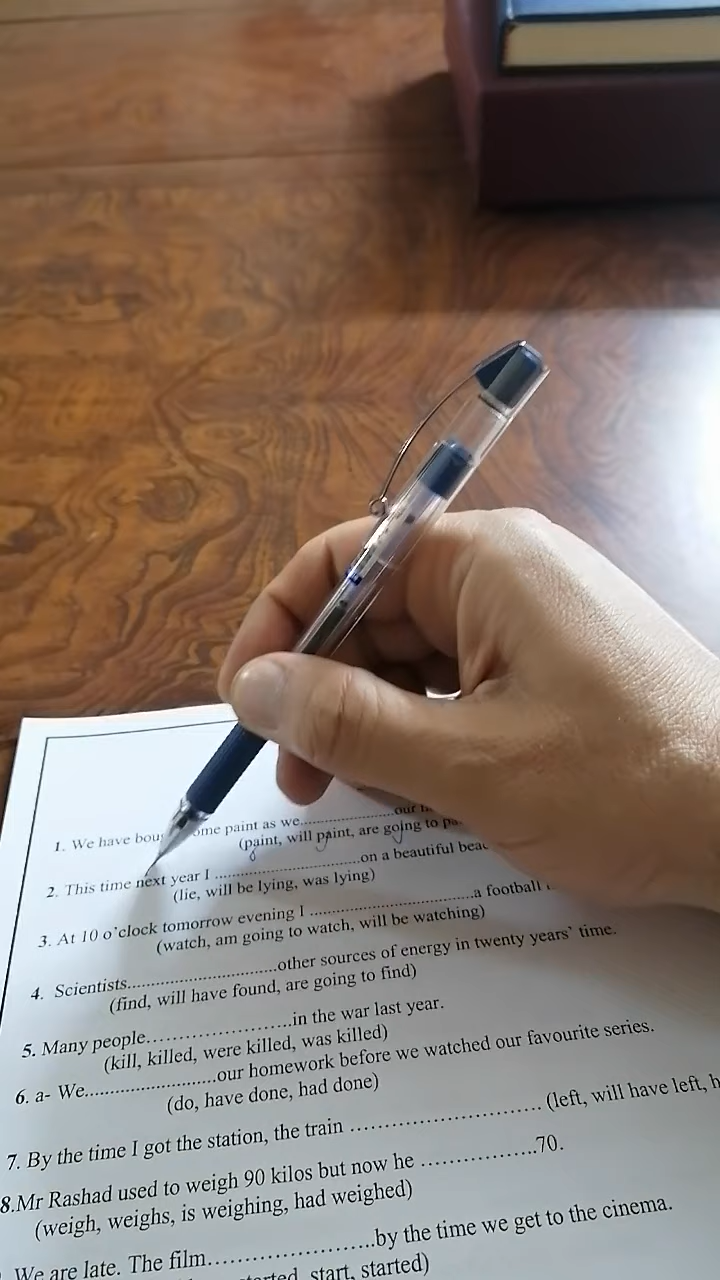 1. We have ome paint as we....................our
(paint, will paint, are going to
2. This time next year I ..............................on a beautiful
(lie, will be lying, was lying)
3. At 10 o'clock tomorrow evening I ..................................a football
(watch, am going to watch, will be watching)
4. Scientists...............................other sources of energy in twenty years' time.
(find, will have found, are going to find)
5. Many people........................in the war last year.
(kill, killed, were killed, was killed)
6. a- We..........................our homework before we watched our favourite series.
(do, have done, had done)
7. By the time I got the station, the train .............................. (left, will have left,
8.Mr Rashad used to weigh 90 kilos but now he ..................70.
(weigh, weighs, is weighing, had weighed)
We are late. The film........................by the time we get to the cinema.
start, started)